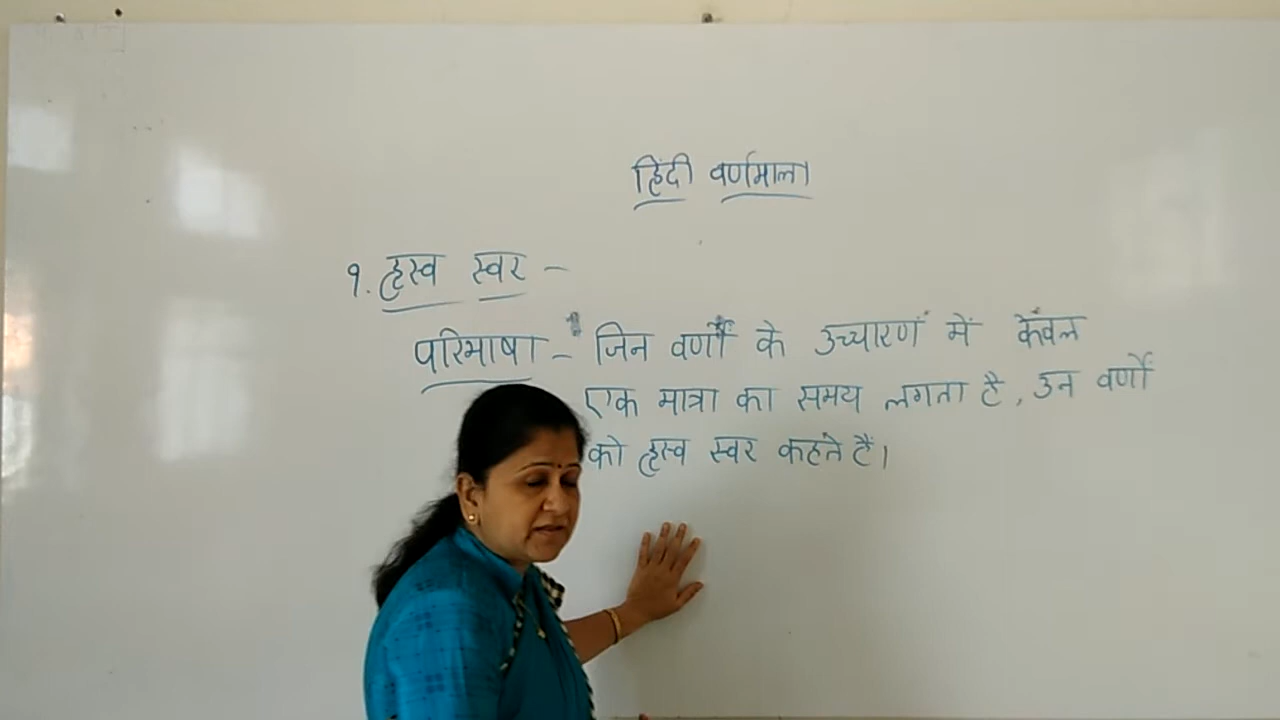 हिंदी वर्णमाला
१. ह्रस्व स्वर –
परिभाषा – जिन वर्णों के उच्चारण में केवल
एक मात्रा का समय लगता है, उन वर्णों
को ह्रस्व स्वर कहते हैं।